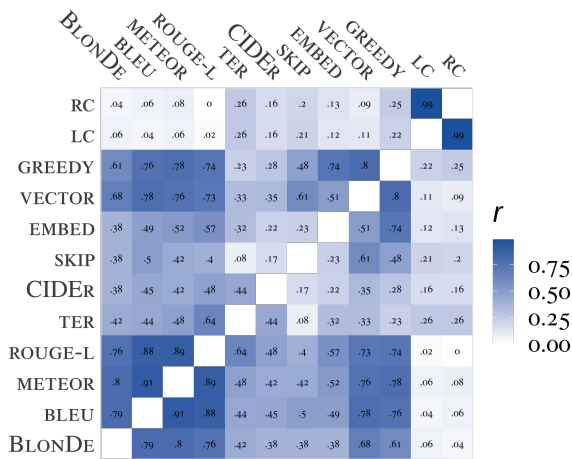 BLONDE BLEU METEOR ROUGE-L TER CIDER SKIP EMBED VECTOR GREEDY LC RC
RC .04 .06 .08 0 .26 .16 .2 .13 .09 .25 .99
LC .06 .04 .06 .02 .26 .16 .21 .12 .11 .22 .99
GREEDY .61 .76 .78 .74 .23 .28 .48 .74 .8 .22 .25
VECTOR .68 .78 .76 .73 .33 .35 .61 .51 .8 .11 .09
EMBED .38 .49 .52 .57 .32 .22 .23 .51 .74 .12 .13
SKIP .38 .5 .42 .4 .08 .17 .23 .61 .48 .21 .2
CIDER .38 .45 .42 .48 .44 .17 .22 .35 .28 .16 .16
TER .42 .44 .48 .64 .44 .08 .32 .33 .23 .26 .26
ROUGE-L .76 .88 .89 .64 .48 .4 .57 .73 .74 .02 0
METEOR .8 .91 .89 .48 .42 .42 .52 .76 .78 .06 .08
BLEU .79 .91 .88 .44 .45 .5 .49 .78 .76 .04 .06
BLONDE .79 .8 .76 .42 .38 .38 .38 .68 .61 .06 .04
r
0.75
0.50
0.25
0.00